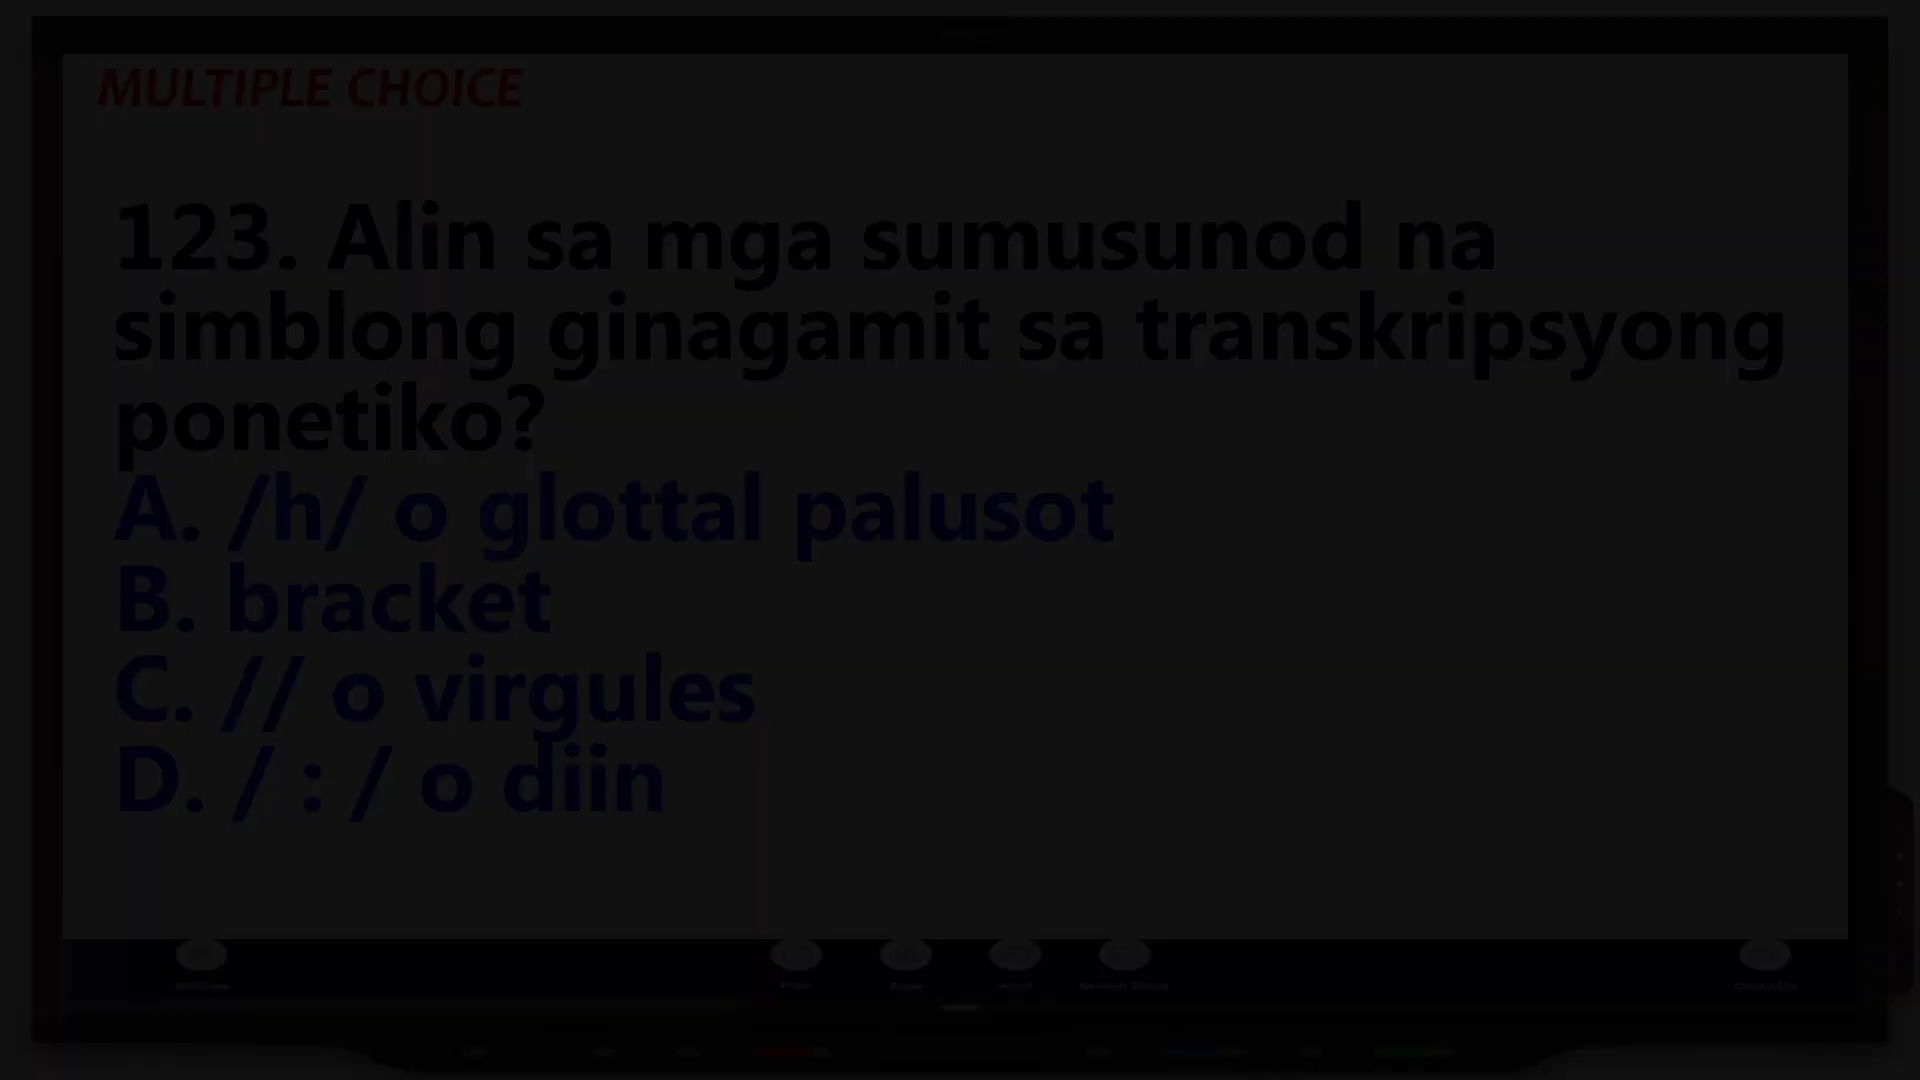 MULTIPLE CHOICE
123. Alin sa mga sumusunod na
simblong ginagamit sa transkripsyong
ponetiko?
A. /h/ o glottal palusot
B. bracket
C. // o virgules
D. / : / o diin